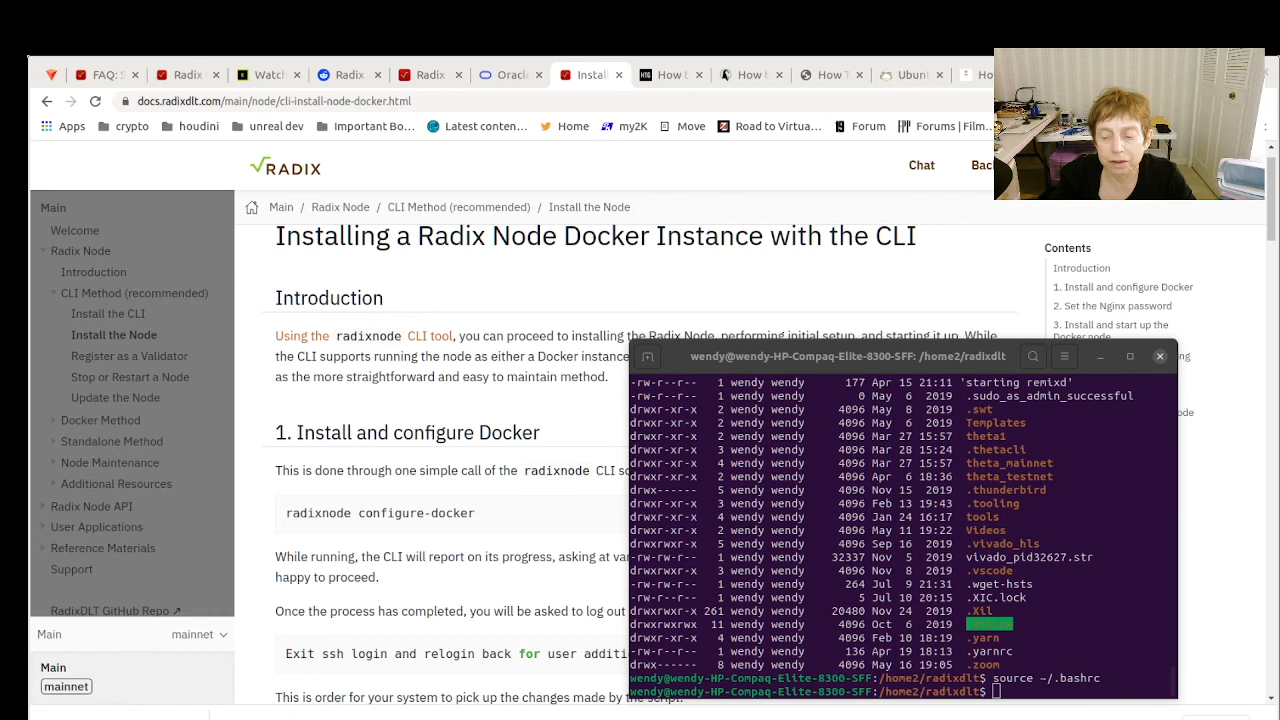 FAQ: S
Radix
Watch
Radix
Radix
Orac
Install
How t
How t
How T
Ubunt
How
docs.radixdlt.com/main/node/cli-install-node-docker.html
Apps
crypto
houdini
unreal dev
Important Bo...
Latest conten...
Home
my2K
Move
Road to Virtua...
Forum
Forums | Film...
RADIX
Chat
Bac
Main
Main / Radix Node / CLI Method (recommended) / Install the Node
Welcome
Radix Node
Introduction
CLI Method (recommended)
Install the CLI
Install the Node
Register as a Validator
Stop or Restart a Node
Update the Node
Docker Method
Standalone Method
Node Maintenance
Additional Resources
Radix Node API
User Applications
Reference Materials
Support
RadixDLT GitHub Repo ↗
Main
mainnet
Main
mainnet
Installing a Radix Node Docker Instance with the CLI
Introduction
Using the radixnode CLI tool, you can proceed to installing the Radix Node, performing initial setup, and starting it up. While
the CLI supports running the node as either a Docker instance
as the more straightforward and easy to maintain method.
1. Install and configure Docker
This is done through one simple call of the radixnode CLI sc
radixnode configure-docker
While running, the CLI will report on its progress, asking at var
happy to proceed.
Once the process has completed, you will be asked to log out
Exit ssh login and relogin back for user additi
This is done in your system to pick up the changes made by the script.
Contents
Introduction
1. Install and configure Docker
2. Set the Nginx password
3. Install and start up the
Docker node
wendy@wendy-HP-Compaq-Elite-8300-SFF: /home2/radixdlt
-rw-r--r-- 1 wendy wendy 177 Apr 15 21:11 'starting remixd'
-rw-r--r-- 1 wendy wendy 0 May 6 2019 .sudo_as_admin_successful
drwxr-xr-x 2 wendy wendy 4096 May 8 2019 .swt
drwxr-xr-x 2 wendy wendy 4096 May 6 2019 Templates
drwxr-xr-x 2 wendy wendy 4096 Mar 27 15:57 theta1
drwxr-xr-x 3 wendy wendy 4096 Mar 28 15:24 .thetacli
drwxr-xr-x 4 wendy wendy 4096 Mar 27 15:57 theta_mainnet
drwxr-xr-x 2 wendy wendy 4096 Apr 6 18:36 theta_testnet
drwx------ 5 wendy wendy 4096 Nov 15 2019 .thunderbird
drwxr-xr-x 3 wendy wendy 4096 Feb 13 19:43 .tooling
drwxr-xr-x 4 wendy wendy 4096 Jan 24 16:17 tools
drwxr-xr-x 2 wendy wendy 4096 May 11 19:22 Videos
drwxrwxr-x 5 wendy wendy 4096 Sep 16 2019 .vivado_hls
-rw-rw-r-- 1 wendy wendy 32337 Nov 5 2019 vivado_pid32627.str
drwxrwxr-x 3 wendy wendy 4096 Nov 8 2019 .vscode
-rw-rw-r-- 1 wendy wendy 264 Jul 9 21:31 .wget-hsts
-rw-rw-r-- 1 wendy wendy 5 Jul 10 20:15 .XIC.lock
drwxrwxr-x 261 wendy wendy 20480 Nov 24 2019 .Xil
drwxrwxrwx 11 wendy wendy 4096 Oct 6 2019
drwxr-xr-x 4 wendy wendy 4096 Feb 10 18:19 .yarn
-rw-rw-r-- 1 wendy wendy 136 Apr 19 18:13 .yarnrc
drwx------ 8 wendy wendy 4096 May 16 19:05 .zoom
wendy@wendy-HP-Compaq-Elite-8300-SFF:/home2/radixdlt$ source ~/.bashrc
wendy@wendy-HP-Compaq-Elite-8300-SFF:/home2/radixdlt$